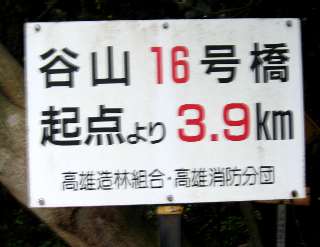 谷山 16号橋
起点より 3.9km
高雄造林組合・高雄消防分団